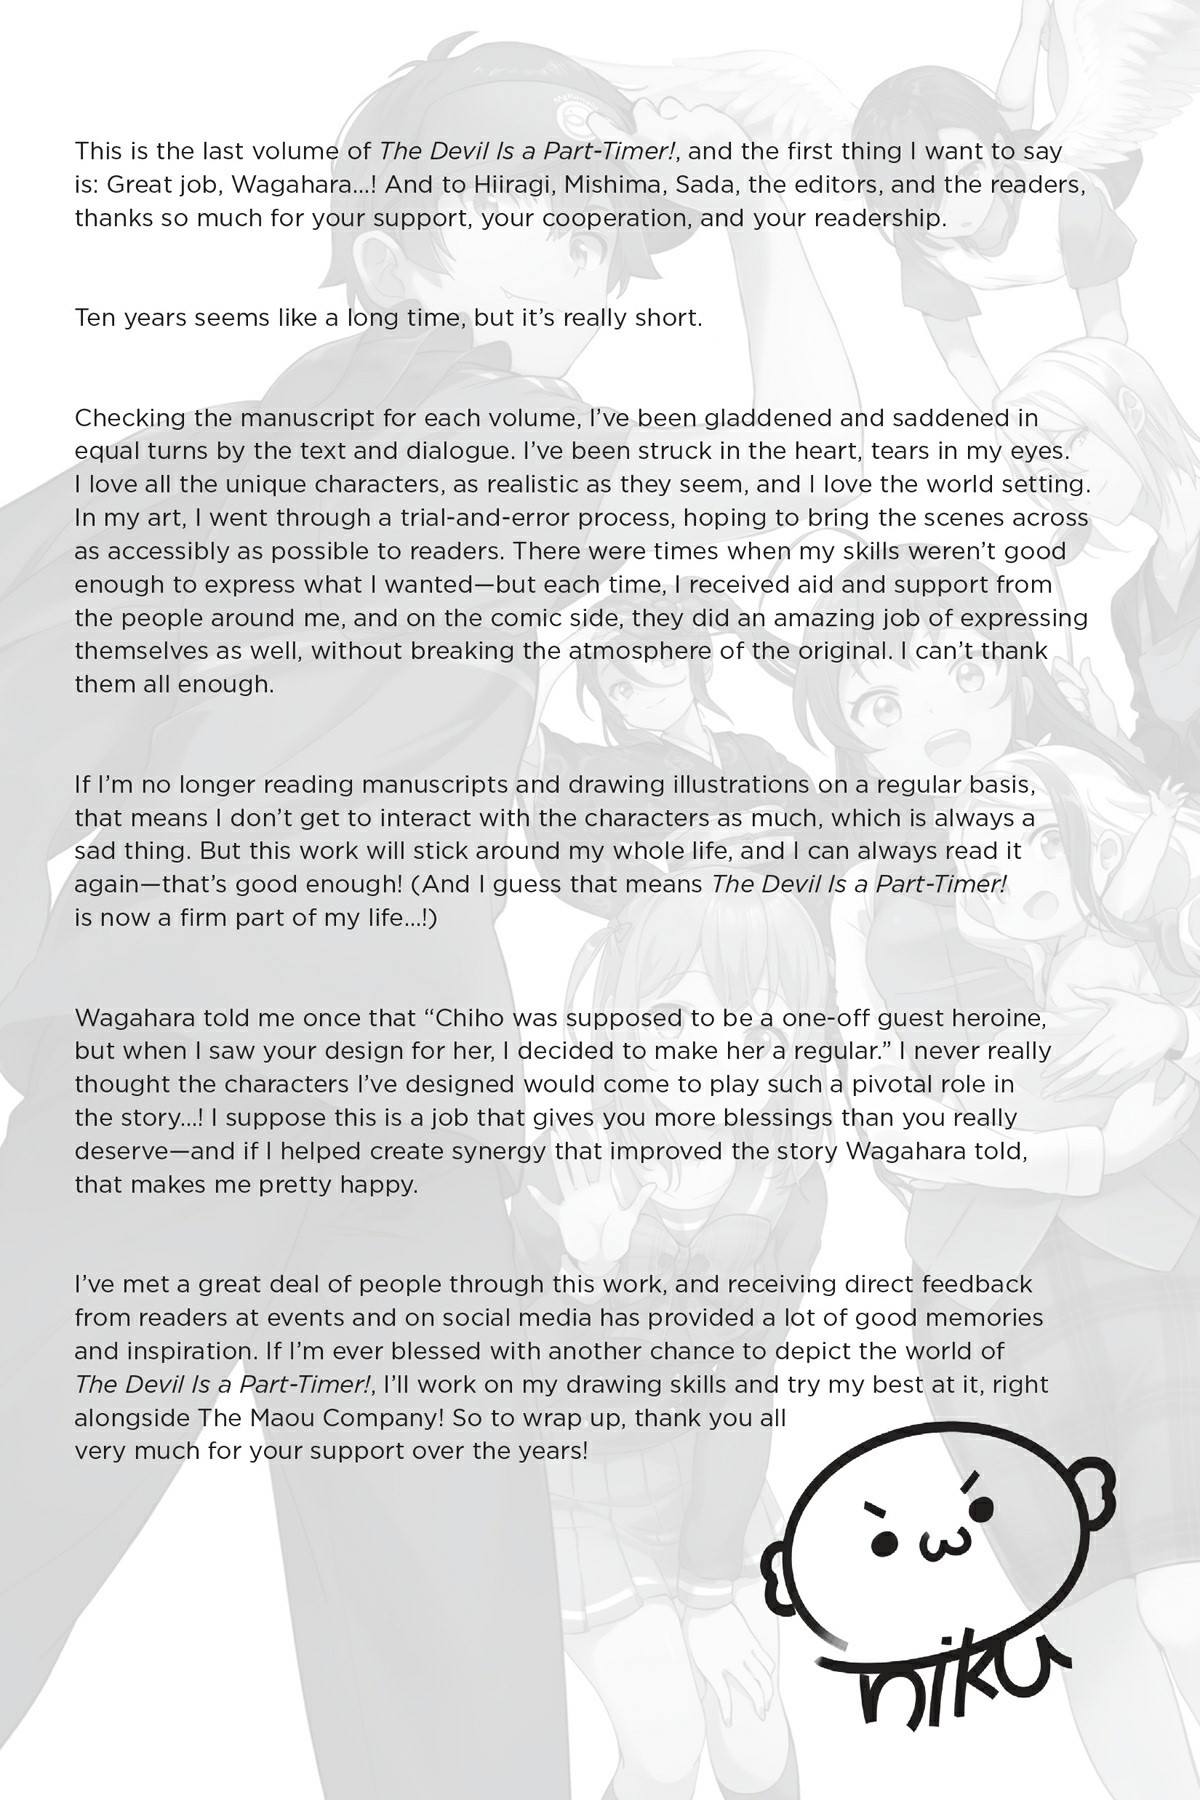 This is the last volume of The Devil Is a Part-Timer!, and the first thing I want to say
is: Great job, Wagahara...! And to Hiiragi, Mishima, Sada, the editors, and the readers,
thanks so much for your support, your cooperation, and your readership.
Ten years seems like a long time, but it’s really short.
Checking the manuscript for each volume, I’ve been gladdened and saddened in
equal turns by the text and dialogue. I’ve been struck in the heart, tears in my eyes.
I love all the unique characters, as realistic as they seem, and I love the world setting.
In my art, I went through a trial-and-error process, hoping to bring the scenes across
as accessibly as possible to readers. There were times when my skills weren’t good
enough to express what I wanted—but each time, I received aid and support from
the people around me, and on the comic side, they did an amazing job of expressing
themselves as well, without breaking the atmosphere of the original. I can’t thank
them all enough.
If I’m no longer reading manuscripts and drawing illustrations on a regular basis,
that means I don’t get to interact with the characters as much, which is always a
sad thing. But this work will stick around my whole life, and I can always read it
again—that’s good enough! (And I guess that means The Devil Is a Part-Timer!
is now a firm part of my life...!)
Wagahara told me once that “Chiho was supposed to be a one-off guest heroine,
but when I saw your design for her, I decided to make her a regular.” I never really
thought the characters I’ve designed would come to play such a pivotal role in
the story...! I suppose this is a job that gives you more blessings than you really
deserve—and if I helped create synergy that improved the story Wagahara told,
that makes me pretty happy.
I’ve met a great deal of people through this work, and receiving direct feedback
from readers at events and on social media has provided a lot of good memories
and inspiration. If I’m ever blessed with another chance to depict the world of
The Devil Is a Part-Timer!, I’ll work on my drawing skills and try my best at it, right
alongside The Maou Company! So to wrap up, thank you all
very much for your support over the years!
niku